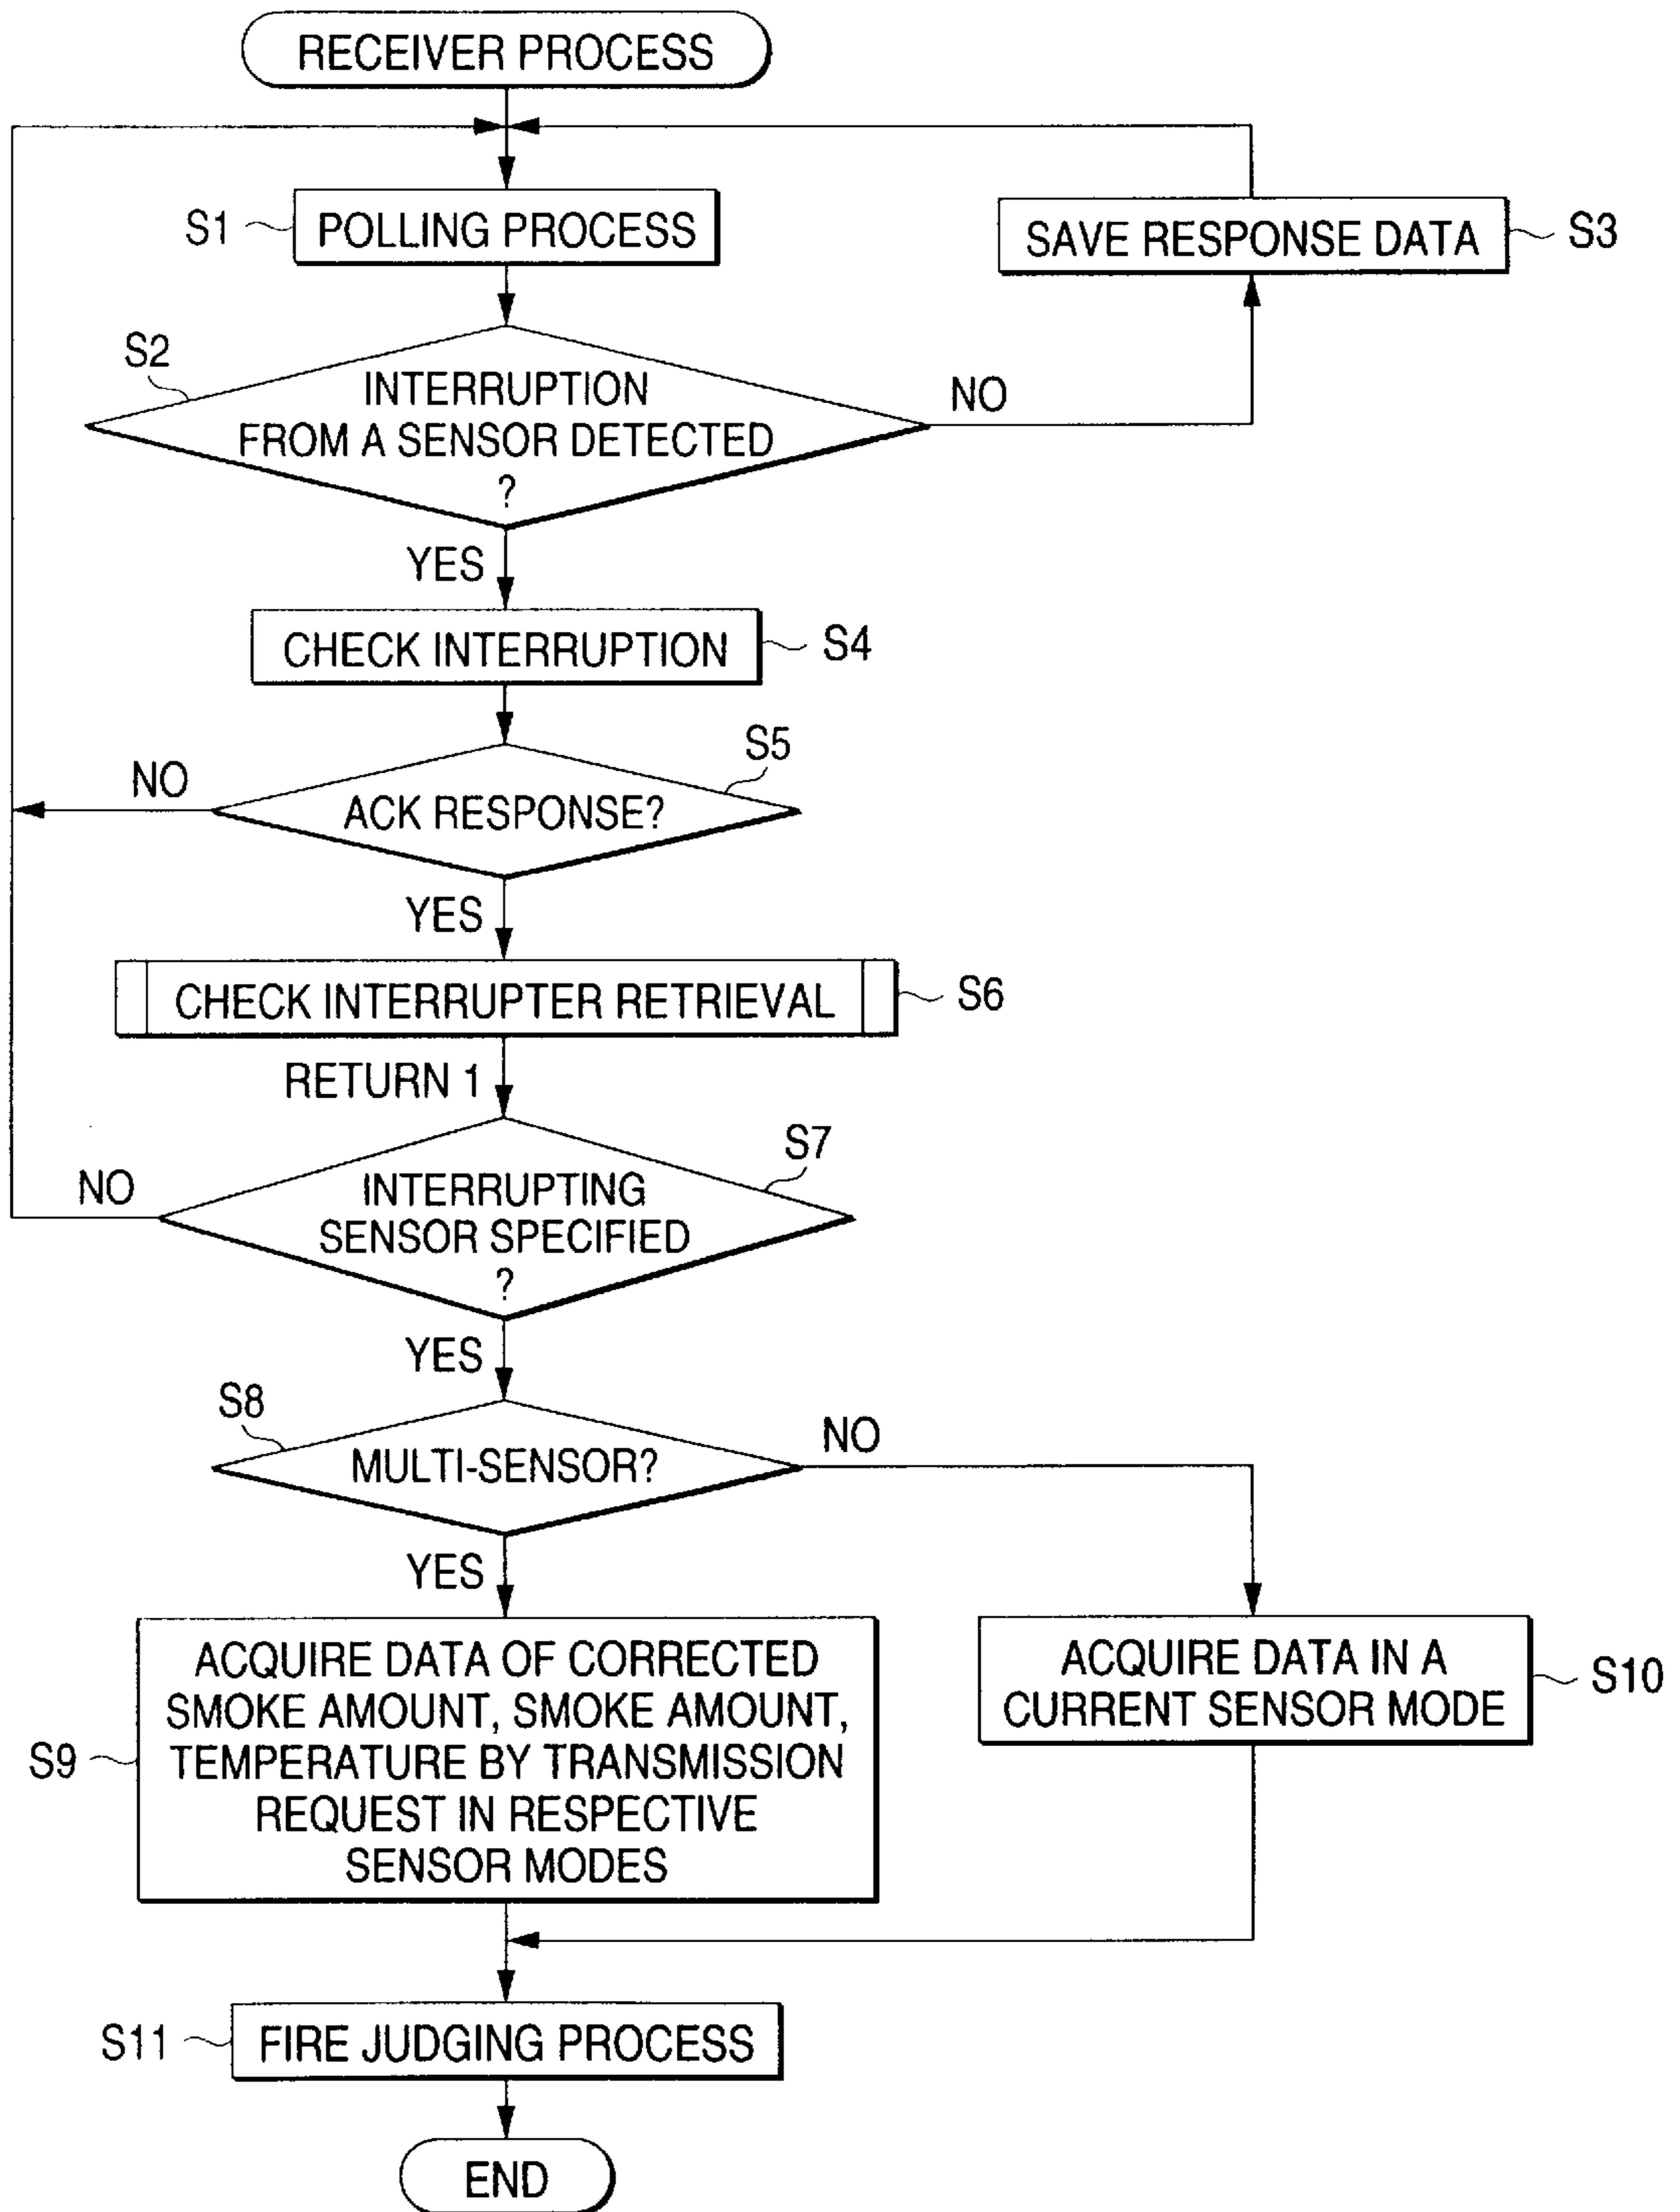 RECEIVER PROCESS
S1
POLLING PROCESS
SAVE RESPONSE DATA
S3
S2
INTERRUPTION
FROM A SENSOR DETECTED
?
NO
YES
CHECK INTERRUPTION
S4
S5
NO
ACK RESPONSE?
YES
CHECK INTERRUPTER RETRIEVAL
S6
RETURN 1
S7
NO
INTERRUPTING
SENSOR SPECIFIED
?
YES
S8
MULTI-SENSOR?
NO
YES
S9
ACQUIRE DATA OF CORRECTED
SMOKE AMOUNT, SMOKE AMOUNT,
TEMPERATURE BY TRANSMISSION
REQUEST IN RESPECTIVE
SENSOR MODES
ACQUIRE DATA IN A
CURRENT SENSOR MODE
S10
S11
FIRE JUDGING PROCESS
END